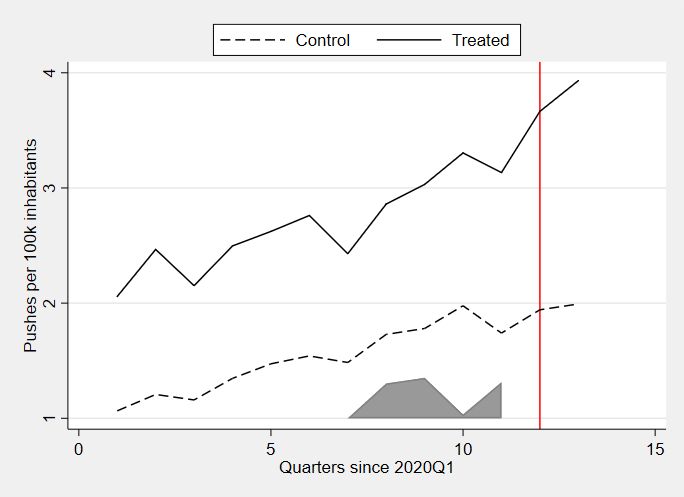 Control Treated
4
3
2
1
Pushes per 100k inhabitants
0 5 10 15
Quarters since 2020Q1